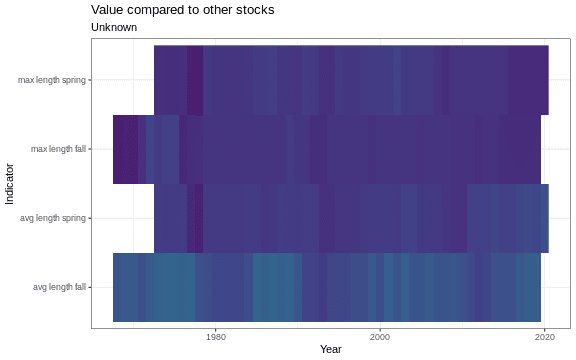 Value compared to other stocks
Unknown
max length spring
max length fall
avg length spring
avg length fall
Indicator
1980
2000
2020
Year